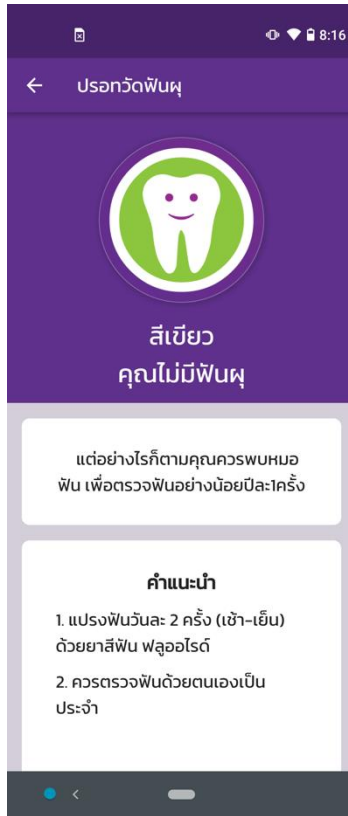 8:16
ปรอทวัดฟันผุ
สีเขียว
คุณไม่มีฟันผุ
แต่อย่างไรก็ตามคุณควรพบหมอ
ฟัน เพื่อตรวจฟันอย่างน้อยปีละ1ครั้ง
คำแนะนำ
1. แปรงฟันวันละ 2 ครั้ง (เช้า-เย็น)
ด้วยยาสีฟัน ฟลูออไรด์
2. ควรตรวจฟันด้วยตนเองเป็น
ประจำ